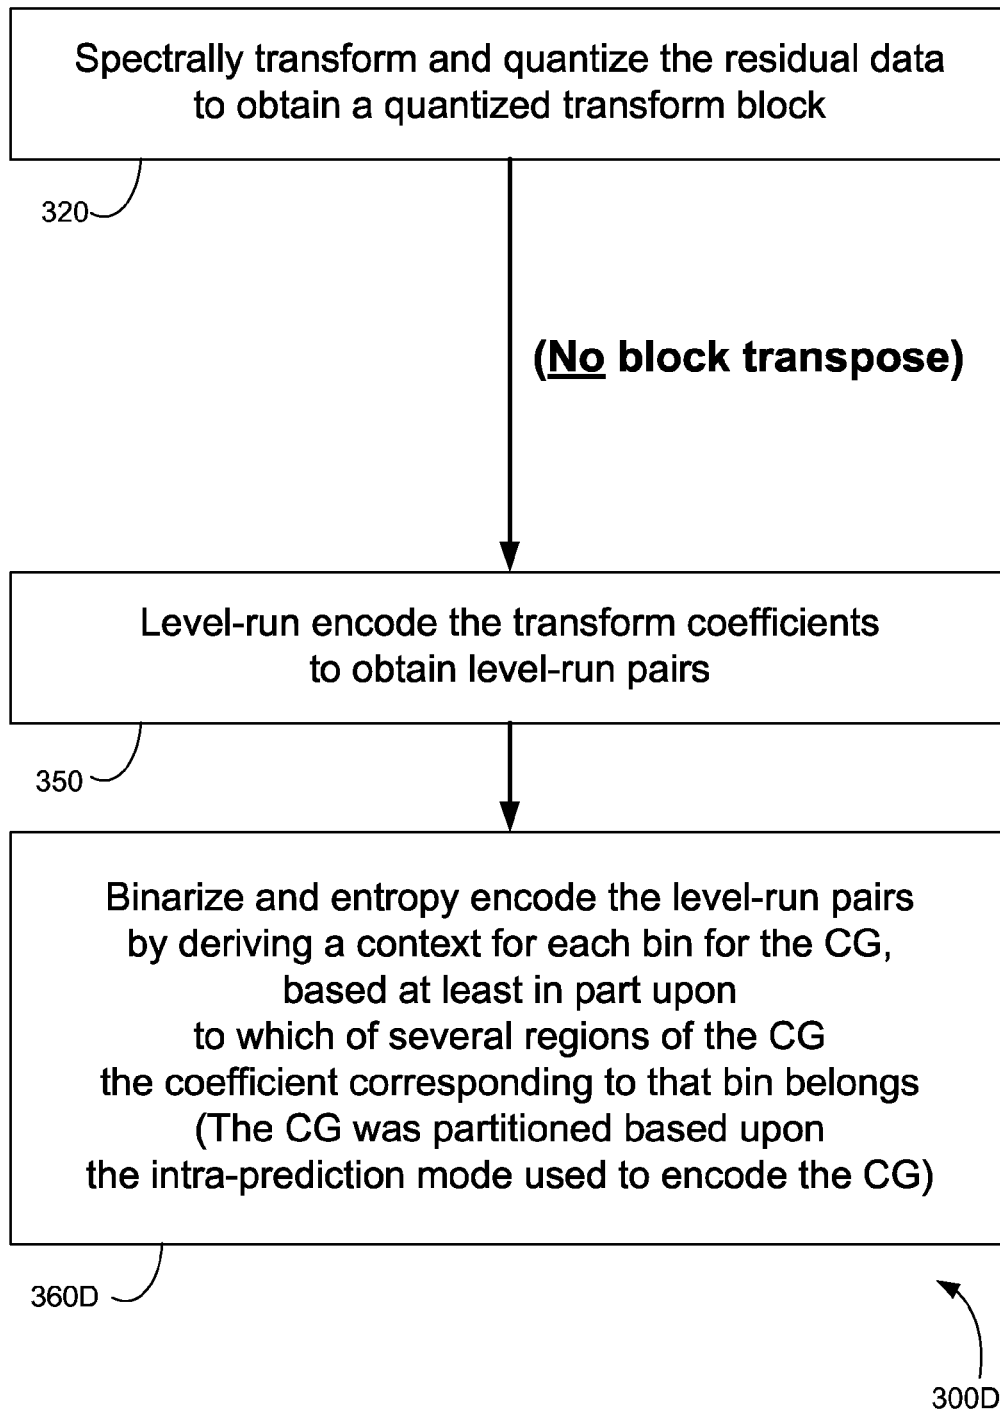 Spectrally transform and quantize the residual data
to obtain a quantized transform block
320
(No block transpose)
Level-run encode the transform coefficients
to obtain level-run pairs
350
Binarize and entropy encode the level-run pairs
by deriving a context for each bin for the CG,
based at least in part upon
to which of several regions of the CG
the coefficient corresponding to that bin belongs
(The CG was partitioned based upon
the intra-prediction mode used to encode the CG)
360D
300D